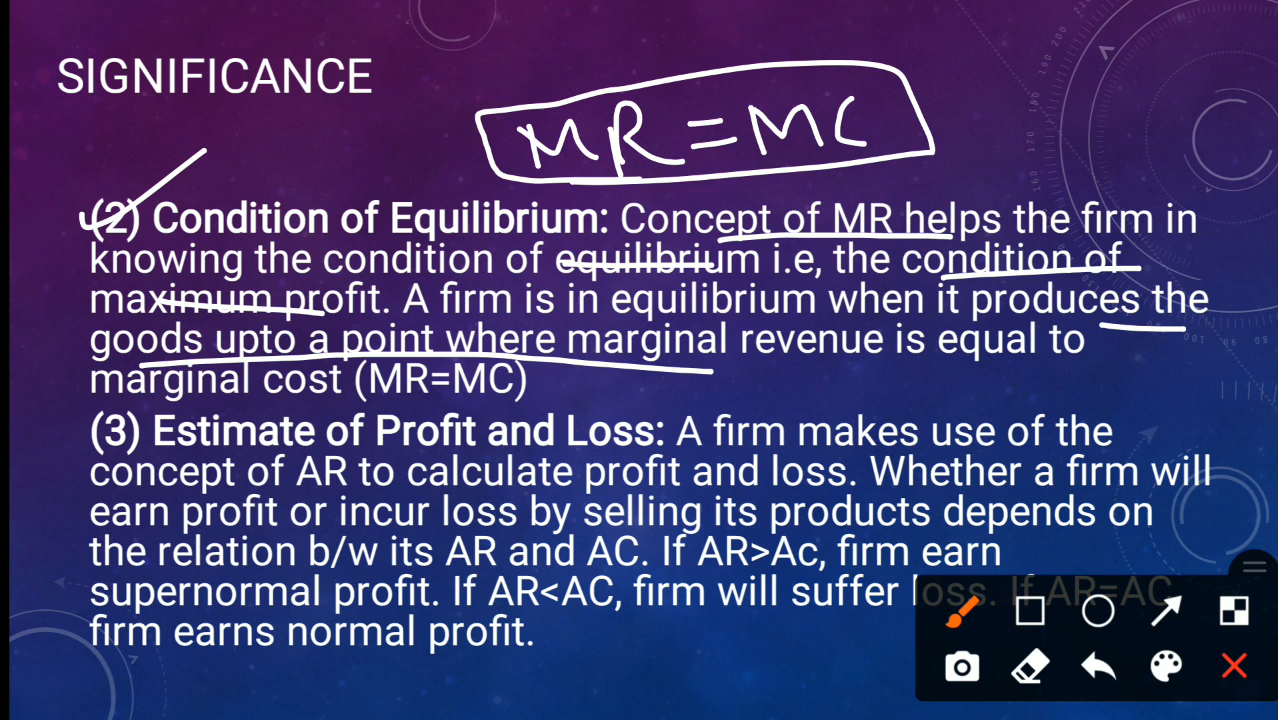 SIGNIFICANCE
MR=MC
(2) Condition of Equilibrium: Concept of MR helps the firm in
knowing the condition of equilibrium i.e, the condition of
maximum profit. A firm is in equilibrium when it produces the
goods upto a point where marginal revenue is equal to
marginal cost (MR=MC)
(3) Estimate of Profit and Loss: A firm makes use of the
concept of AR to calculate profit and loss. Whether a firm will
earn profit or incur loss by selling its products depends on
the relation b/w its AR and AC. If AR>Ac, firm earn
supernormal profit. If AR<AC, firm will suffer loss. If AR=AC
firm earns normal profit.